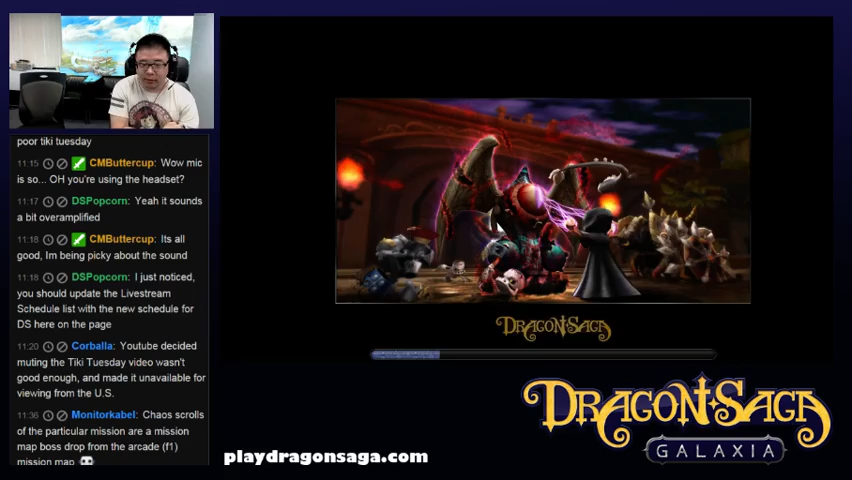 poor tiki tuesday
11:15 CMButtercup: Wow mic
is so... OH you're using the headset?
11:17 DSPopcorn: Yeah it sounds
a bit overamplified
11:18 CMButtercup: Its all
good, Im being picky about the sound
11:18 DSPopcorn: I just noticed,
you should update the Livestream
Schedule list with the new schedule for
DS here on the page
11:20 Corballa: Youtube decided
muting the Tiki Tuesday video wasn't
good enough, and made it unavailable for
viewing from the U.S.
11:36 Monitorkabel: Chaos scrolls
of the particular mission are a mission
map boss drop from the arcade (f1)
mission map
DRAGON SAGA
DRAGON SAGA
GALAXIA
playdragonsaga.com